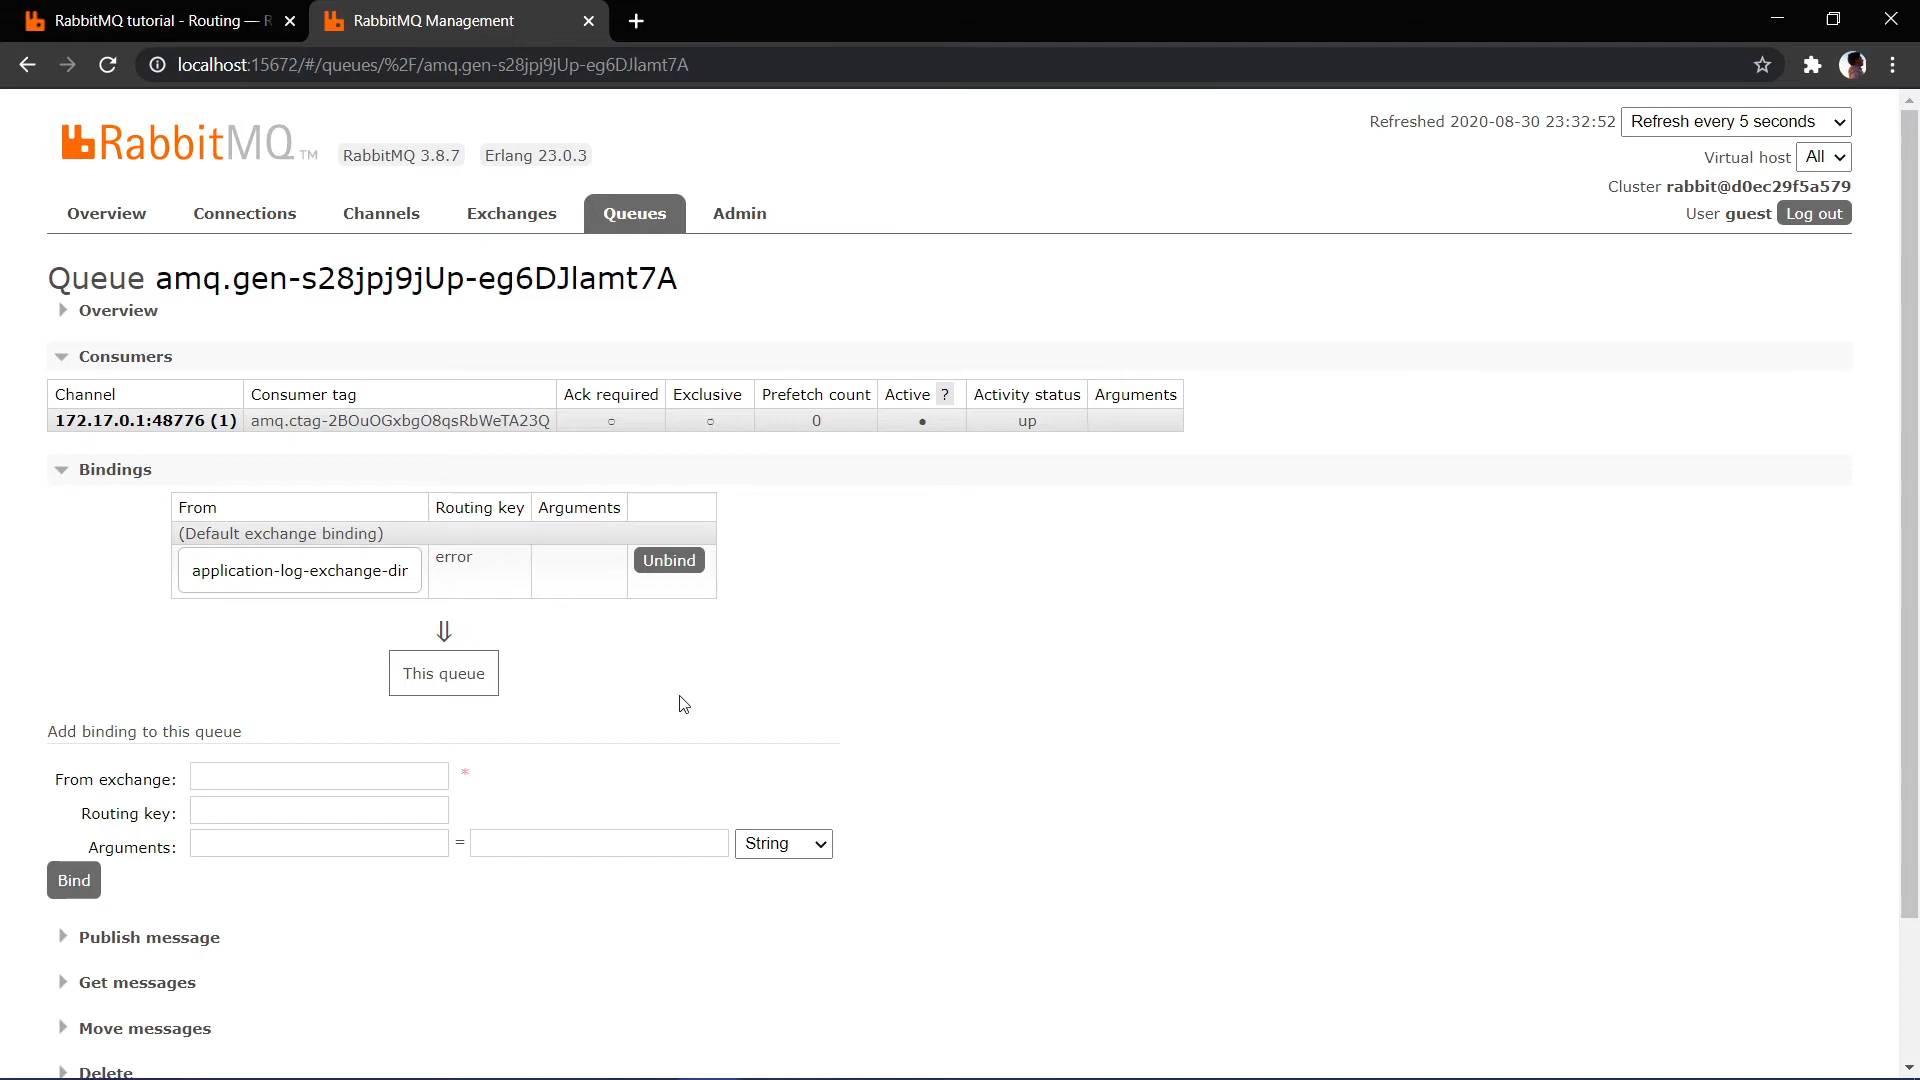 RabbitMQ tutorial - Routing — R
RabbitMQ Management
localhost:15672/#/queues/%2F/amq.gen-s28jpj9jUp-eg6DJlamt7A
RabbitMQ TM
RabbitMQ 3.8.7
Erlang 23.0.3
Refreshed 2020-08-30 23:32:52
Refresh every 5 seconds
Virtual host
All
Cluster rabbit@d0ec29f5a579
User guest
Log out
Overview
Connections
Channels
Exchanges
Queues
Admin
Queue amq.gen-s28jpj9jUp-eg6DJlamt7A
Overview
Consumers
Channel Consumer tag Ack required Exclusive Prefetch count Active ? Activity status Arguments
172.17.0.1:48776 (1) amq.ctag-2BOuOGxbgO8qsRbWeTA23Q ○ ○ 0 ● up
Bindings
From Routing key Arguments
(Default exchange binding)
application-log-exchange-dir error Unbind
⇓
This queue
Add binding to this queue
From exchange: *
Routing key:
Arguments: = String
Bind
Publish message
Get messages
Move messages
Delete